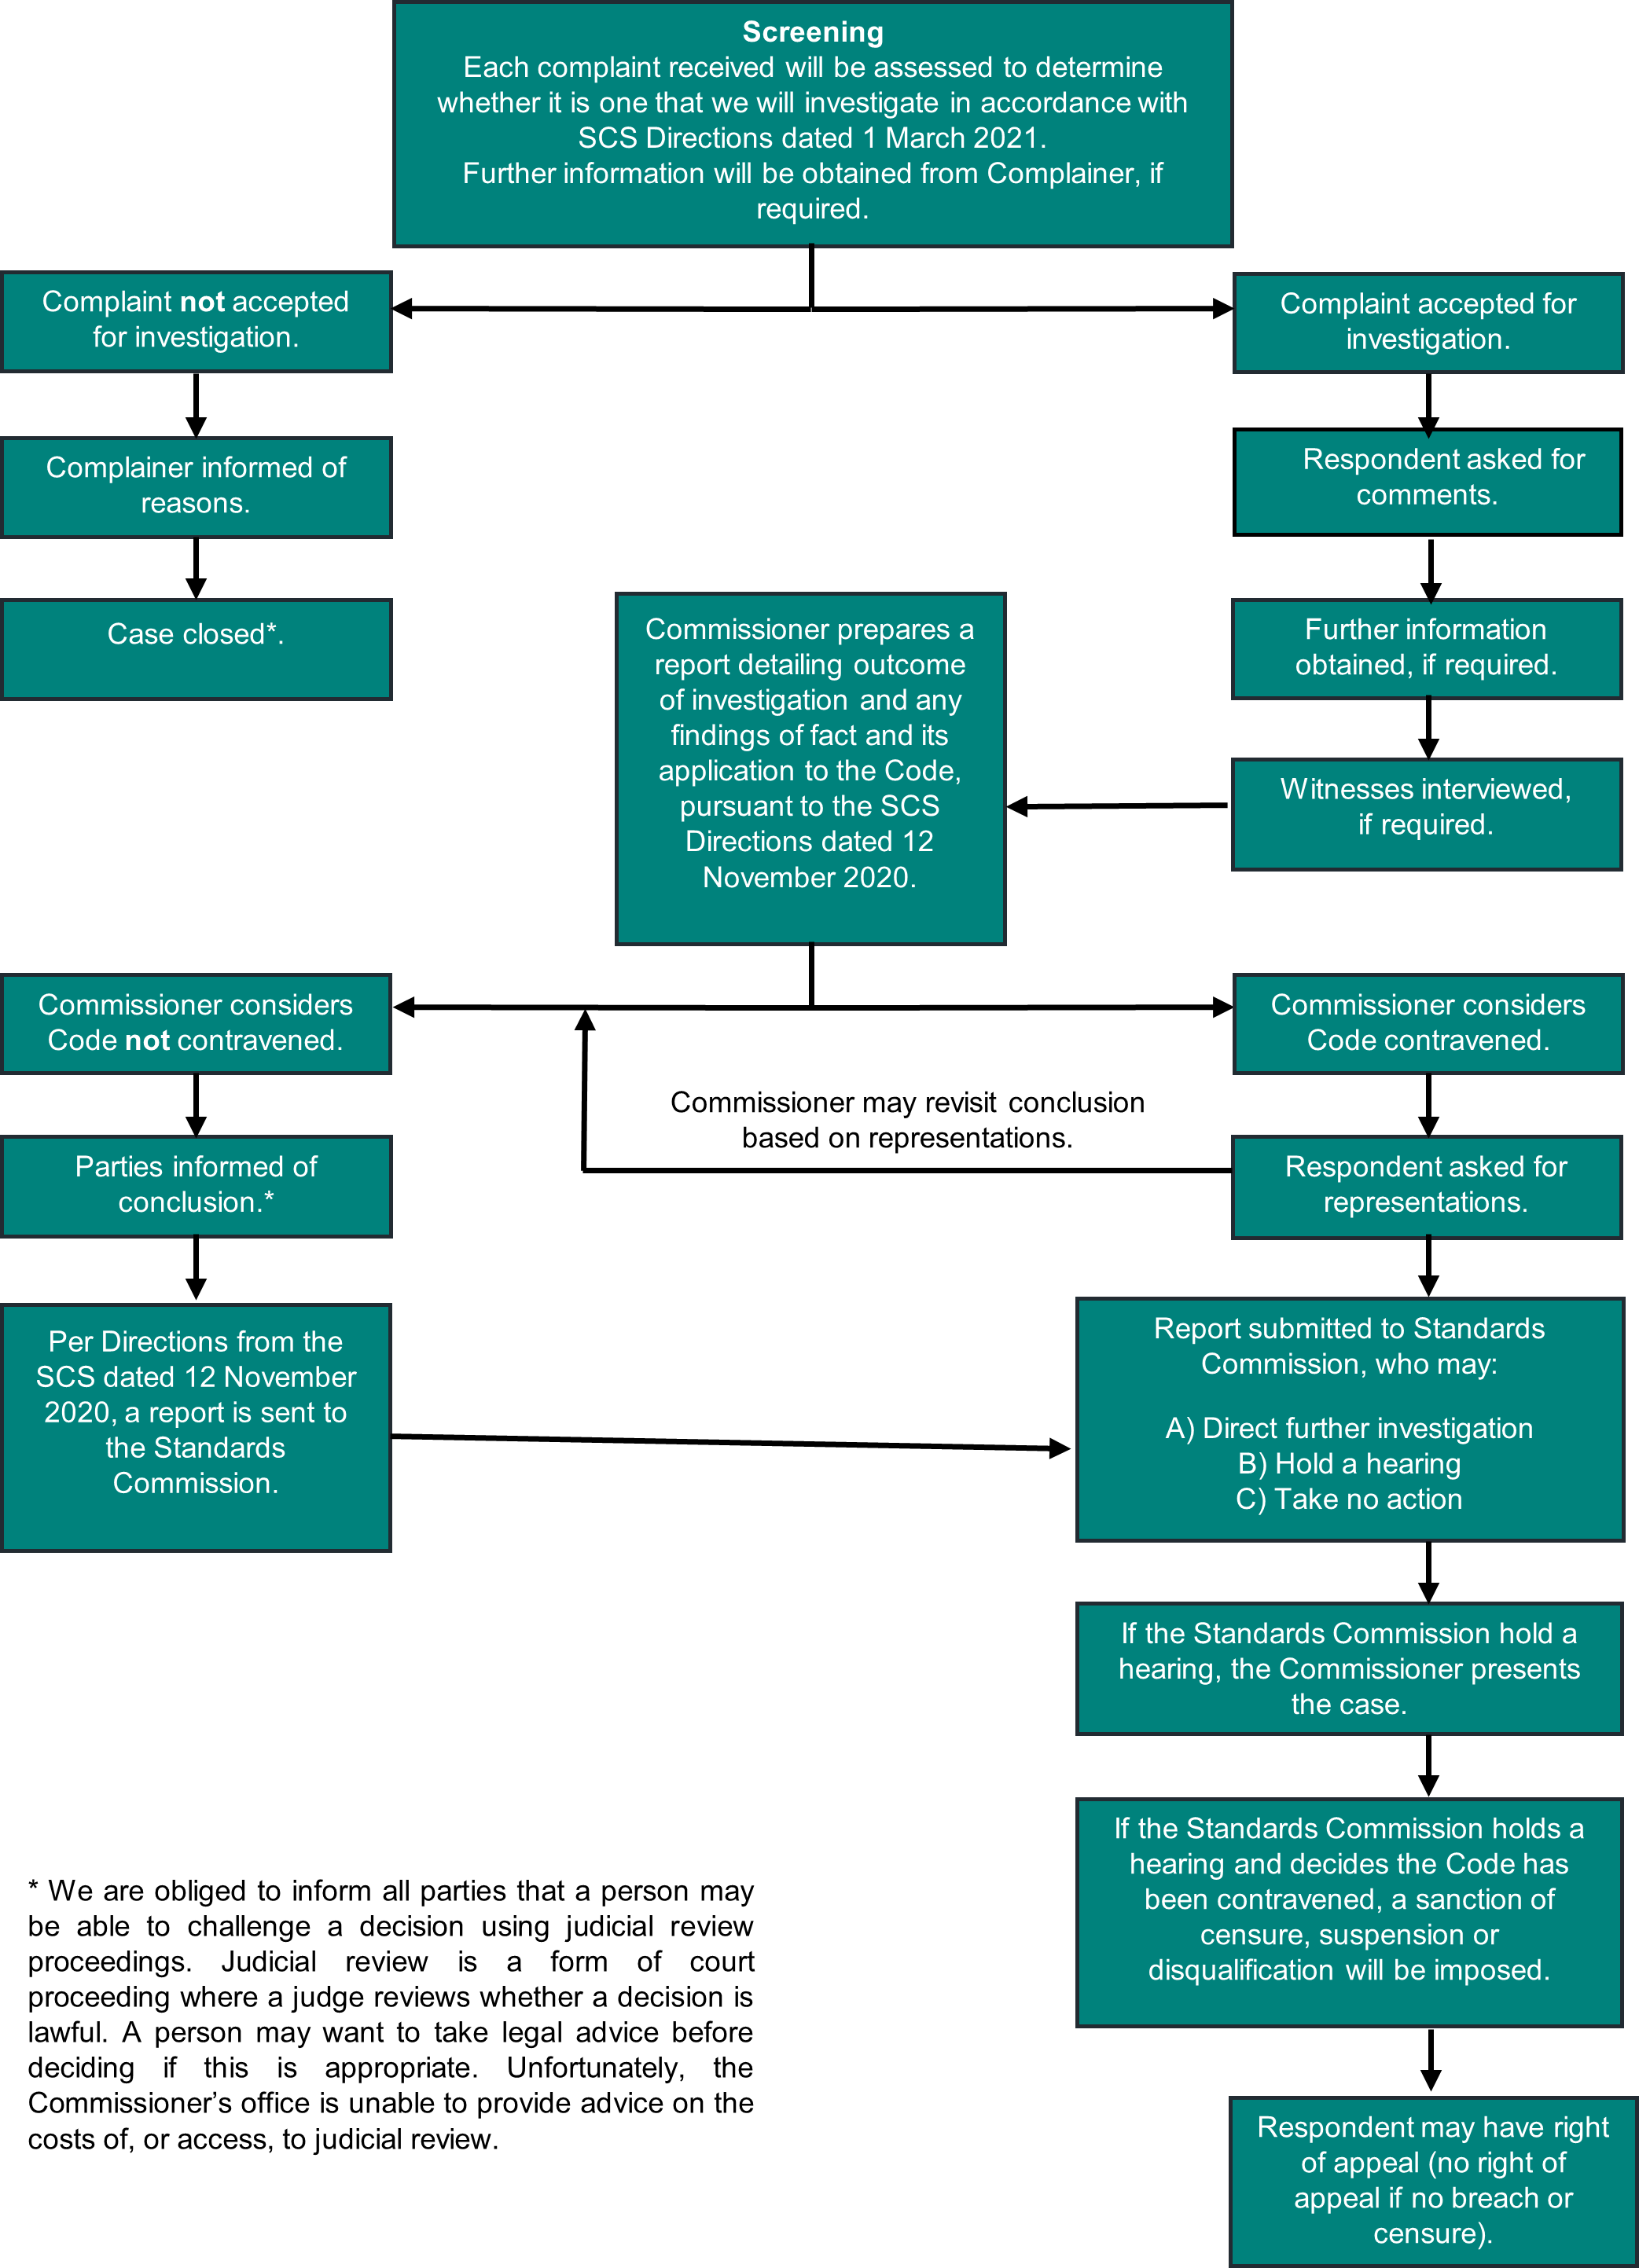 Screening
Each complaint received will be assessed to determine
whether it is one that we will investigate in accordance with
SCS Directions dated 1 March 2021.
Further information will be obtained from Complainer, if
required.
Complaint not accepted
for investigation.
Complaint accepted for
investigation.
Complainer informed of
reasons.
Respondent asked for
comments.
Case closed*.
Commissioner prepares a
report detailing outcome
of investigation and any
findings of fact and its
application to the Code,
pursuant to the SCS
Directions dated 12
November 2020.
Further information
obtained, if required.
Witnesses interviewed,
if required.
Commissioner considers
Code not contravened.
Commissioner considers
Code contravened.
Commissioner may revisit conclusion
based on representations.
Parties informed of
conclusion.*
Respondent asked for
representations.
Per Directions from the
SCS dated 12 November
2020, a report is sent to
the Standards
Commission.
Report submitted to Standards
Commission, who may:
A) Direct further investigation
B) Hold a hearing
C) Take no action
If the Standards Commission hold a
hearing, the Commissioner presents
the case.
If the Standards Commission holds a
hearing and decides the Code has
been contravened, a sanction of
censure, suspension or
disqualification will be imposed.
* We are obliged to inform all parties that a person may
be able to challenge a decision using judicial review
proceedings. Judicial review is a form of court
proceeding where a judge reviews whether a decision is
lawful. A person may want to take legal advice before
deciding if this is appropriate. Unfortunately, the
Commissioner’s office is unable to provide advice on the
costs of, or access, to judicial review.
Respondent may have right
of appeal (no right of
appeal if no breach or
censure).